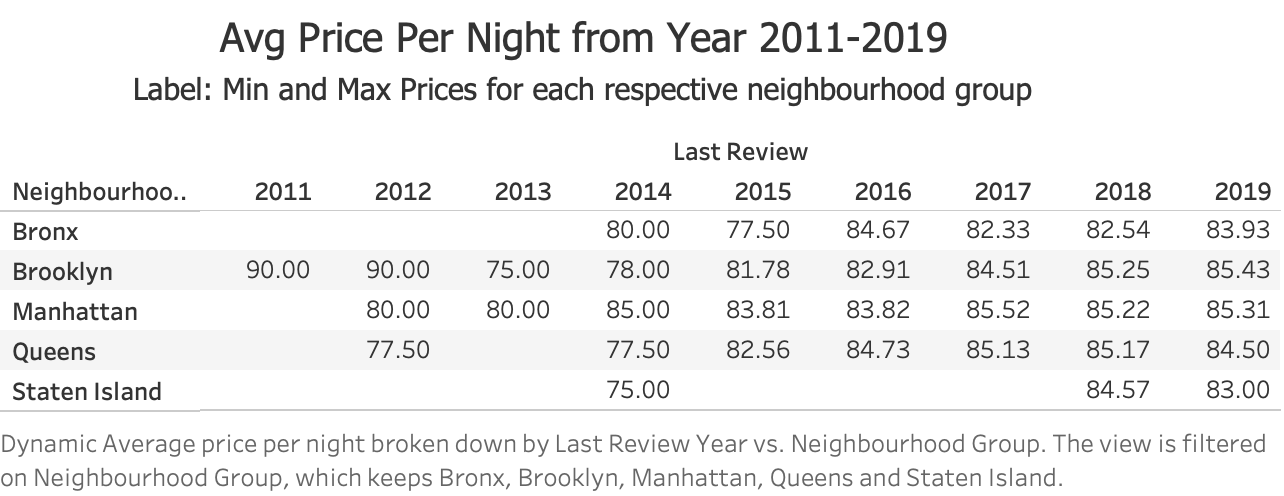 Avg Price Per Night from Year 2011-2019
Label: Min and Max Prices for each respective neighbourhood group
Last Review
Neighbourhoo.. 2011 2012 2013 2014 2015 2016 2017 2018 2019
Bronx 80.00 77.50 84.67 82.33 82.54 83.93
Brooklyn 90.00 90.00 75.00 78.00 81.78 82.91 84.51 85.25 85.43
Manhattan 80.00 80.00 85.00 83.81 83.82 85.52 85.22 85.31
Queens 77.50 77.50 82.56 84.73 85.13 85.17 84.50
Staten Island 75.00 84.57 83.00
Dynamic Average price per night broken down by Last Review Year vs. Neighbourhood Group. The view is filtered
on Neighbourhood Group, which keeps Bronx, Brooklyn, Manhattan, Queens and Staten Island.